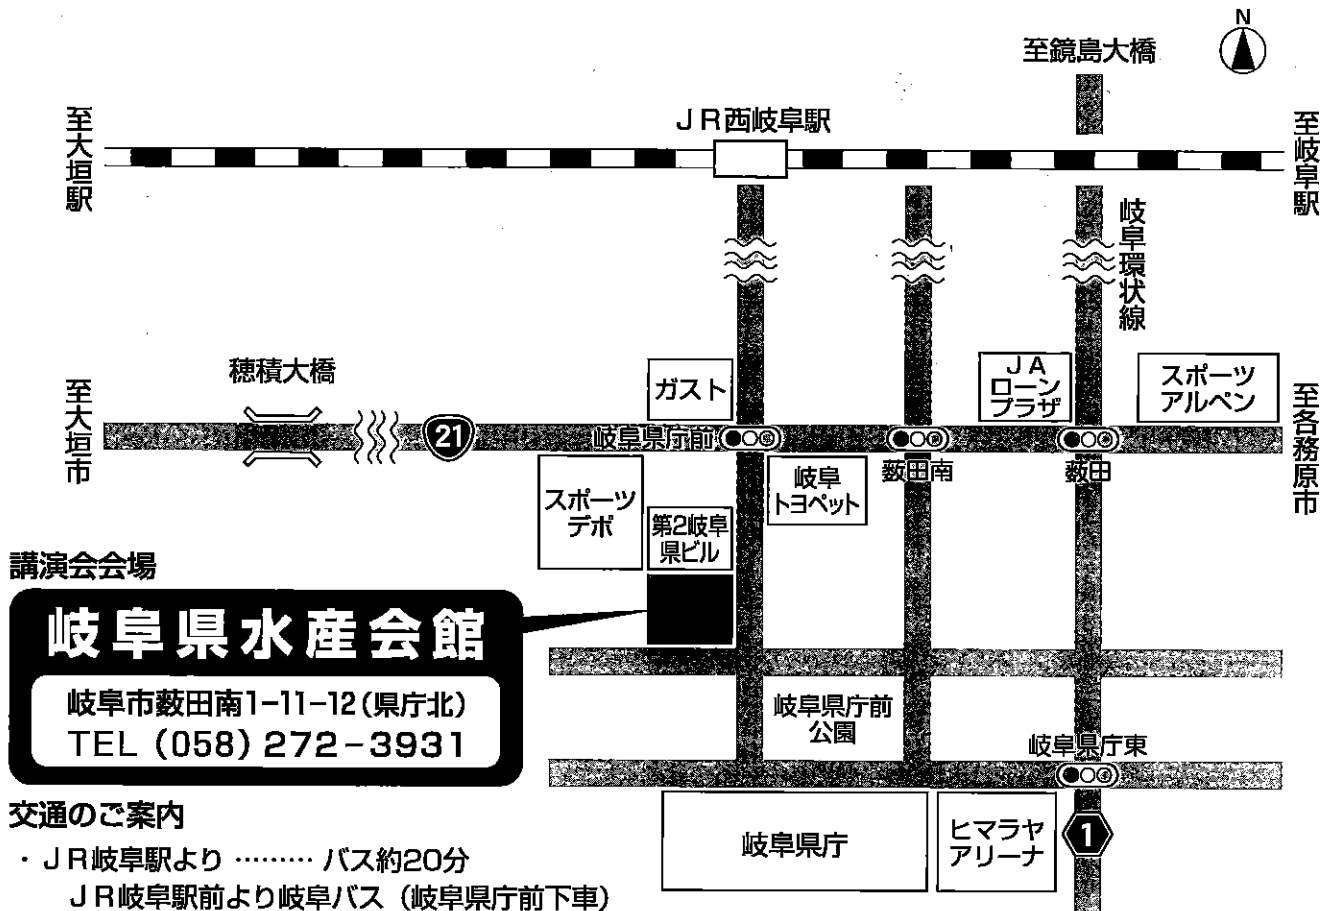 N
至鏡島大橋
JR西岐阜駅
至大垣駅
至岐阜駅
岐阜環状線
穂積大橋
至大垣市
21
ガスト
JA
ローン
プラザ
スポーツ
アルペン
至各務原市
岐阜県庁前
薮田南
薮田
スポーツ
デポ
第2岐阜
県ビル
岐阜
トヨペット
講演会会場
岐阜県水産会館
岐阜市薮田南1-11-12(県庁北)
TEL (058) 272-3931
岐阜県庁前
公園
岐阜県庁東
岐阜県庁
ヒマラヤ
アリーナ
1
交通のご案内
・JR岐阜駅より ……… バス約20分
JR岐阜駅前より岐阜バス (岐阜県庁前下車)